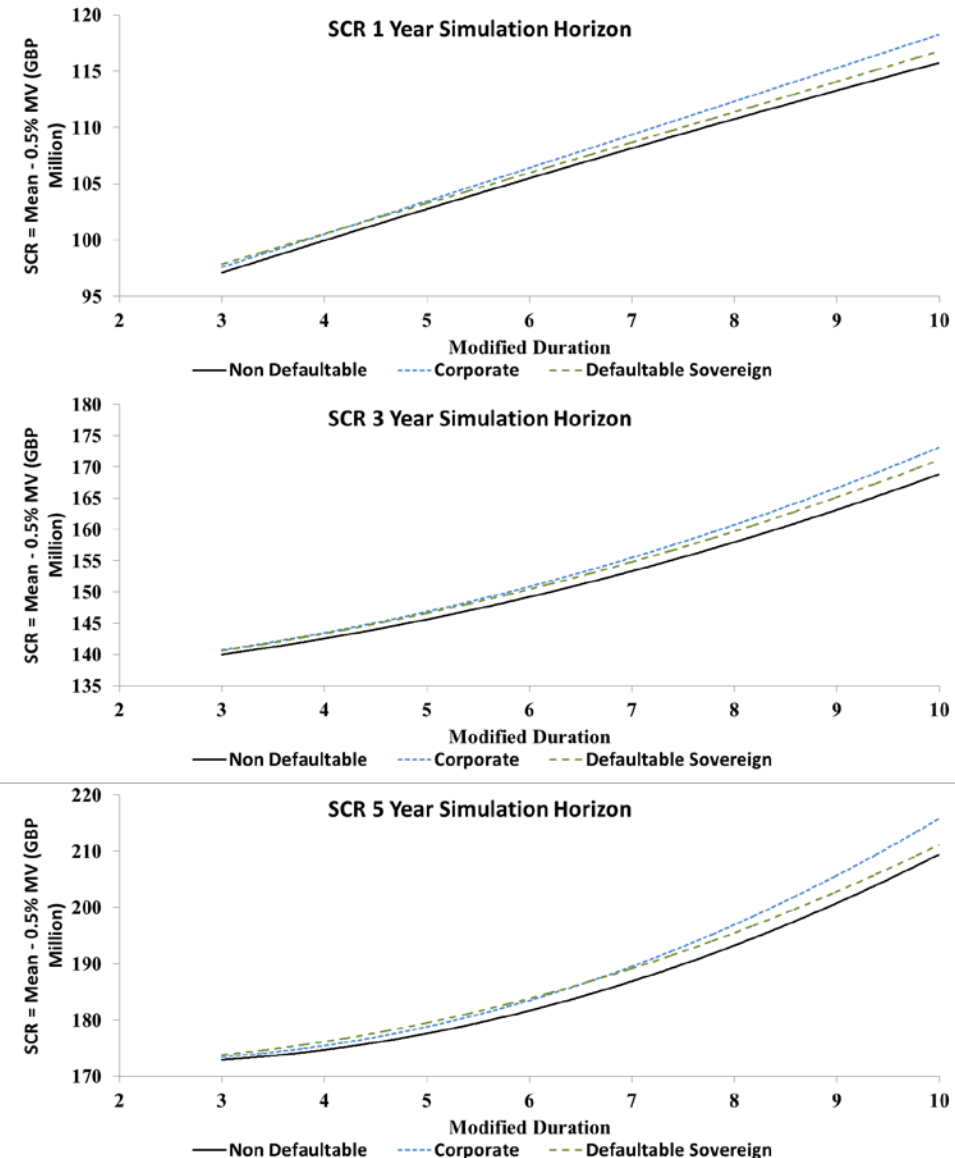 SCR 1 Year Simulation Horizon
SCR = Mean - 0.5% MV (GBP
Million)
120
115
110
105
100
95
2 3 4 5 6 7 8 9 10
Modified Duration
Non Defaultable Corporate Defaultable Sovereign
SCR 3 Year Simulation Horizon
SCR = Mean - 0.5% MV (GBP
Million)
180
175
170
165
160
155
150
145
140
135
2 3 4 5 6 7 8 9 10
Modified Duration
Non Defaultable Corporate Defaultable Sovereign
SCR 5 Year Simulation Horizon
SCR = Mean - 0.5% MV (GBP
Million)
220
210
200
190
180
170
2 3 4 5 6 7 8 9 10
Modified Duration
Non Defaultable Corporate Defaultable Sovereign